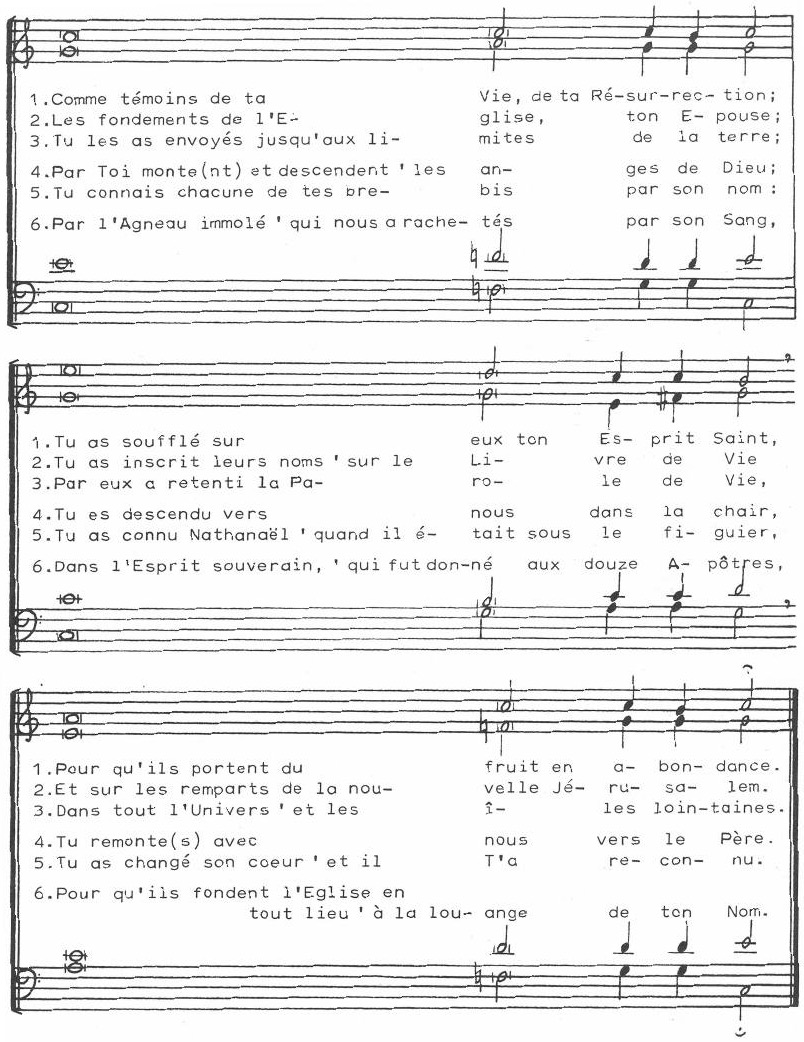 1.Comme témoins de ta Vie, de ta Ré-sur-rec- tion;
2.Les fondements de l'E- glise, ton E- pouse;
3.Tu les as envoyés jusqu'aux li- mites de la terre;
4.Par Toi monte(nt) et descendent ' les an- ges de Dieu;
5.Tu connais chacune de tes bre- bis par son nom :
6.Par l'Agneau immolé ' qui nous a rache- tés par son Sang,
1.Tu as soufflé sur eux ton Es- prit Saint,
2.Tu as inscrit leurs noms ' sur le Li- vre de Vie
3.Par eux a retenti la Pa- ro- le de Vie,
4.Tu es descendu vers nous dans la chair,
5.Tu as connu Nathanaël ' quand il é- tait sous le fi- guier,
6.Dans l'Esprit souverain, ' qui fut don-né aux douze A- pôtres,
1.Pour qu'ils portent du fruit en a- bon- dance.
2.Et sur les remparts de la nou- velle Jé- ru- sa- lem.
3.Dans tout l'Univers ' et les î- les loin-taines.
4.Tu remonte(s) avec nous vers le Père.
5.Tu as changé son coeur ' et il T'a re- con- nu.
6.Pour qu'ils fondent l'Eglise en
tout lieu ' à la lou- ange de ton Nom.